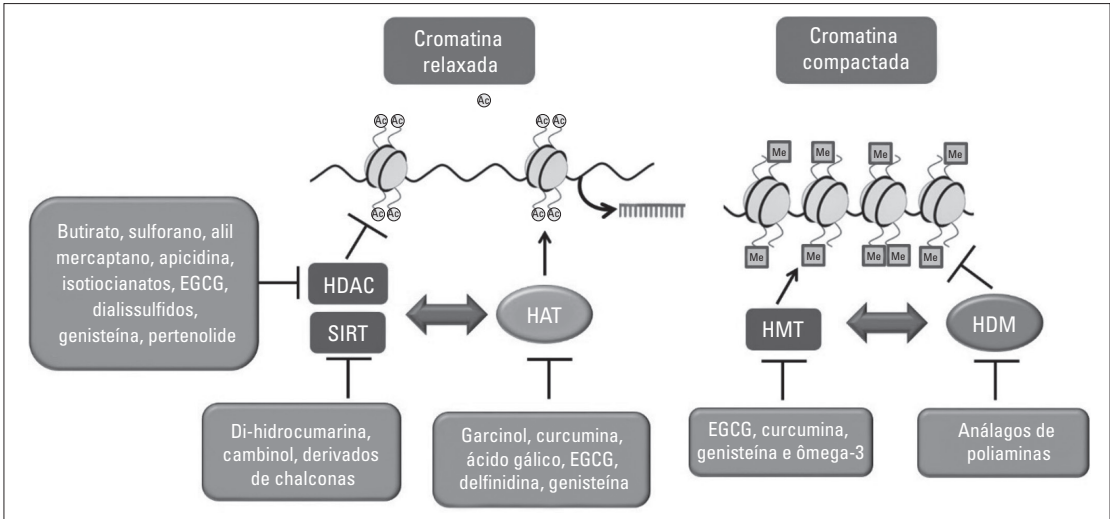 Cromatina
relaxada
Cromatina
compactada
Ac
Ac Ac
Ac Ac
Ac Ac
Ac Ac
Me
Me
Me
Me
Me
Me
Me Me
Me
Butirato, sulforano, alil
mercaptano, apicidina,
isotiocianatos, EGCG,
dialissulfidos,
genisteína, pertenolide
HDAC
SIRT
HAT
HMT
HDM
Di-hidrocumarina,
cambinol, derivados
de chalconas
Garcinol, curcumina,
ácido gálico, EGCG,
delfinidina, genisteína
EGCG, curcumina,
genisteína e ômega-3
Análagos de
poliaminas